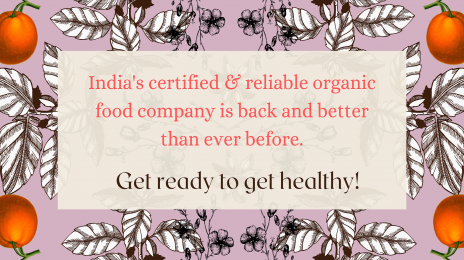 India's certified & reliable organic
food company is back and better
than ever before.
Get ready to get healthy!